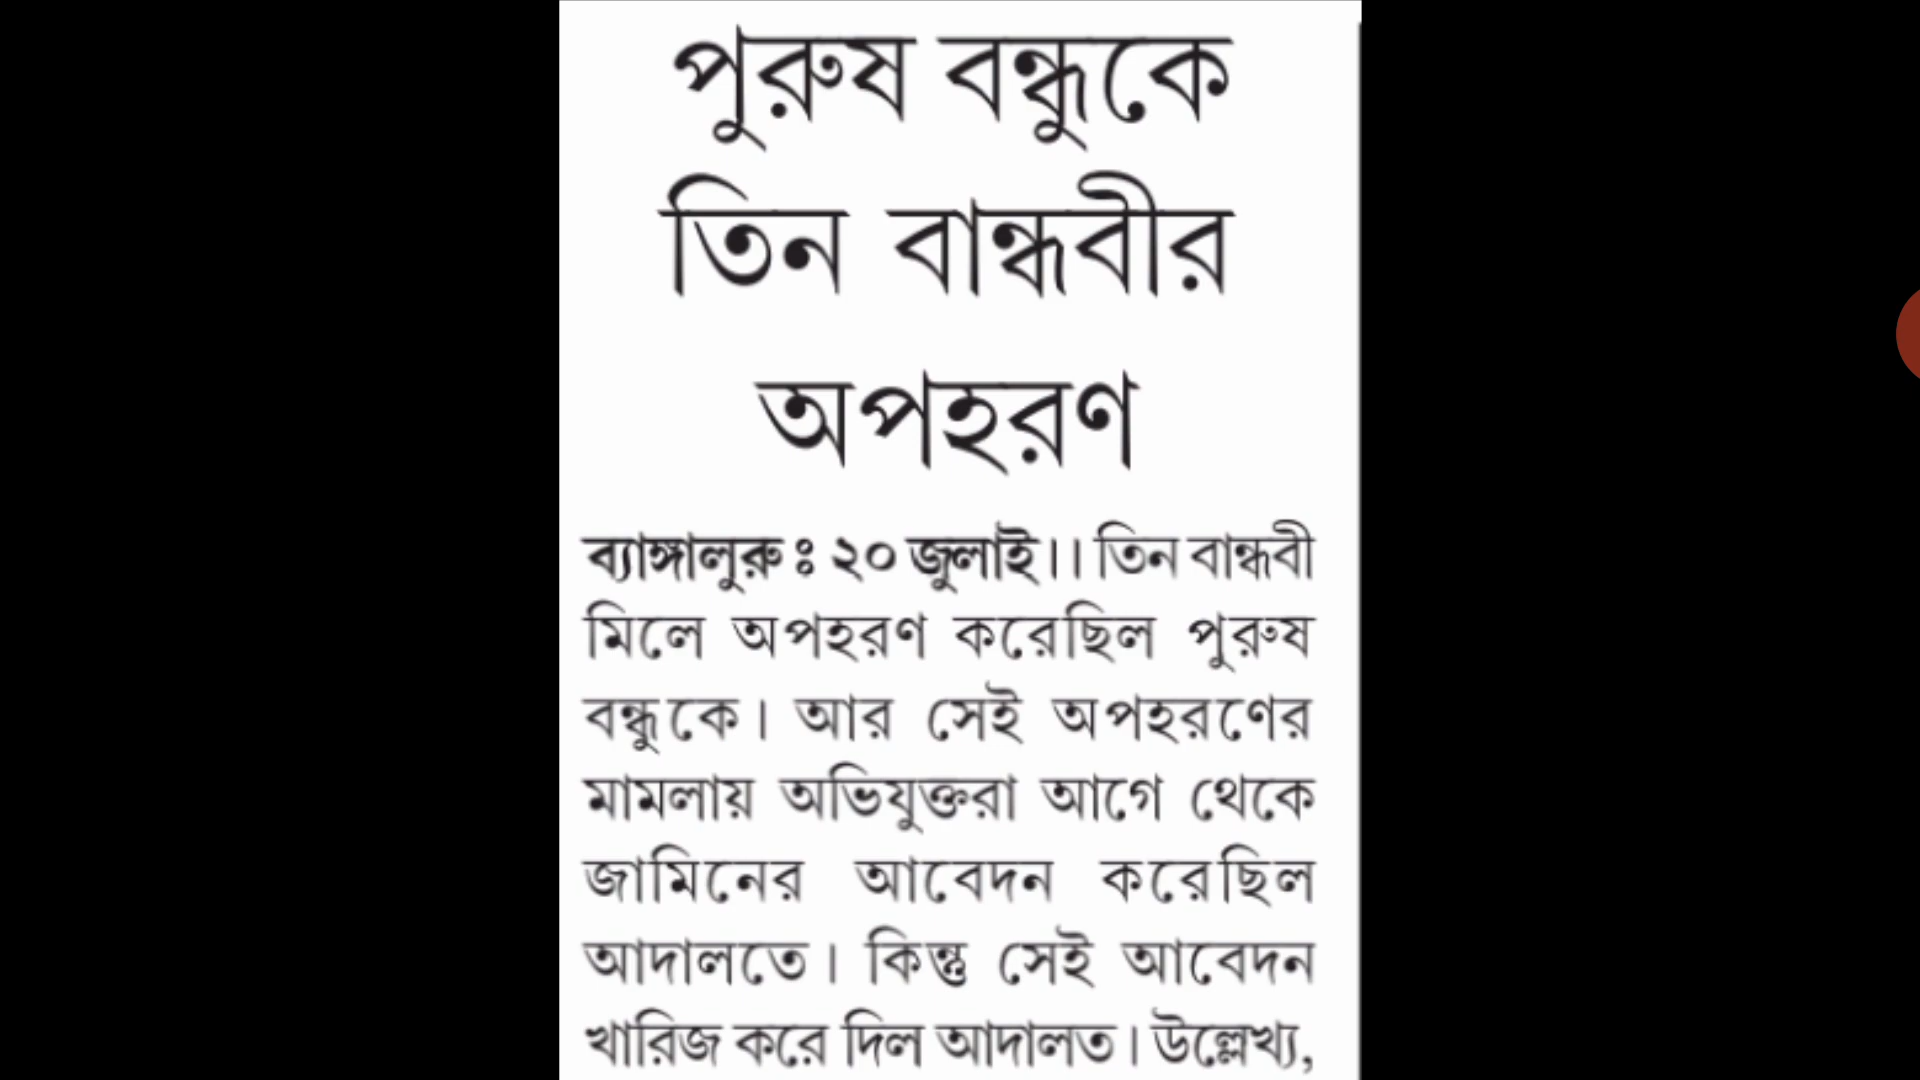 পুরুষ বন্ধুকে
তিন বান্ধবীর
অপহরণ
ব্যাঙ্গালুরু ঃ ২০ জুলাই।। তিন বান্ধবী
মিলে অপহরণ করেছিল পুরুষ
বন্ধুকে। আর সেই অপহরণের
মামলায় অভিযুক্তরা আগে থেকে
জামিনের আবেদন করেছিল
আদালতে। কিন্তু সেই আবেদন
খারিজ করে দিল আদালত। উল্লেখ্য,